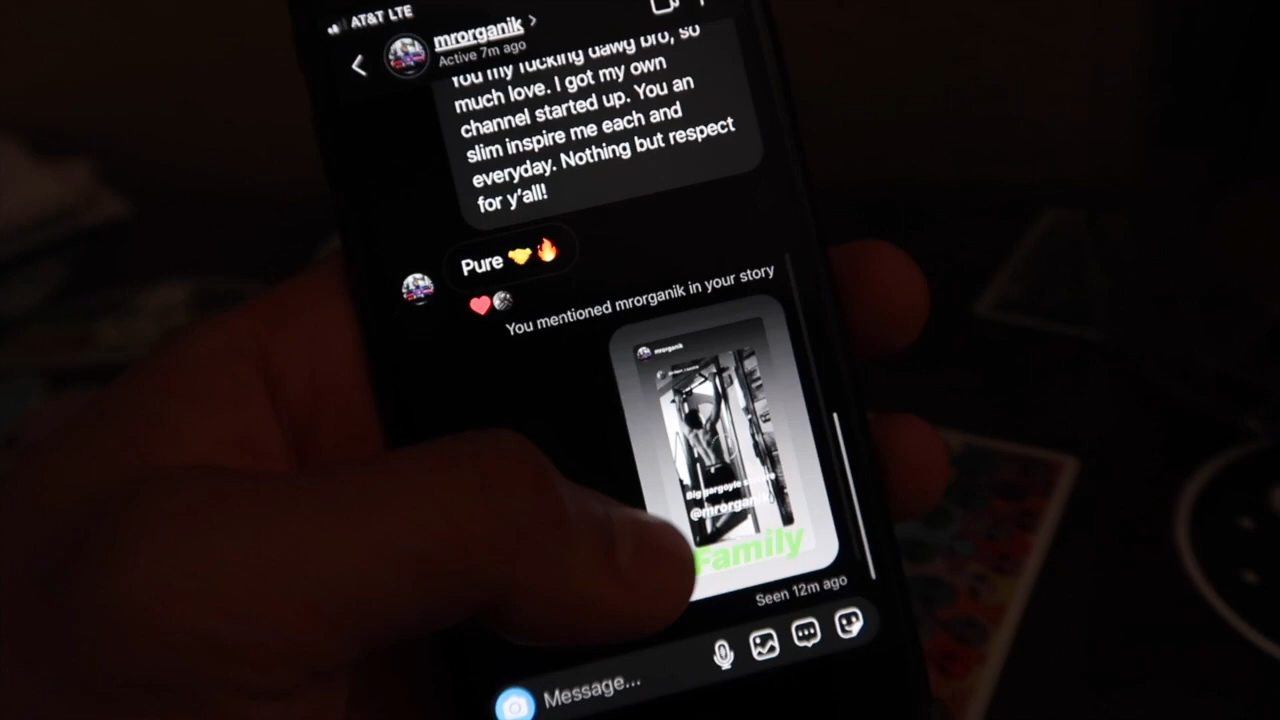 AT&T LTE
mrorganik
Active 7m ago
You my fucking dawg bro, so
much love. I got my own
channel started up. You an
slim inspire me each and
everyday. Nothing but respect
for y'all!
Pure 🤝🔥
❤️
You mentioned mrorganik in your story
mrorganik
Big gargoyle
@mrorganik
Family
Seen 12m ago
Message...